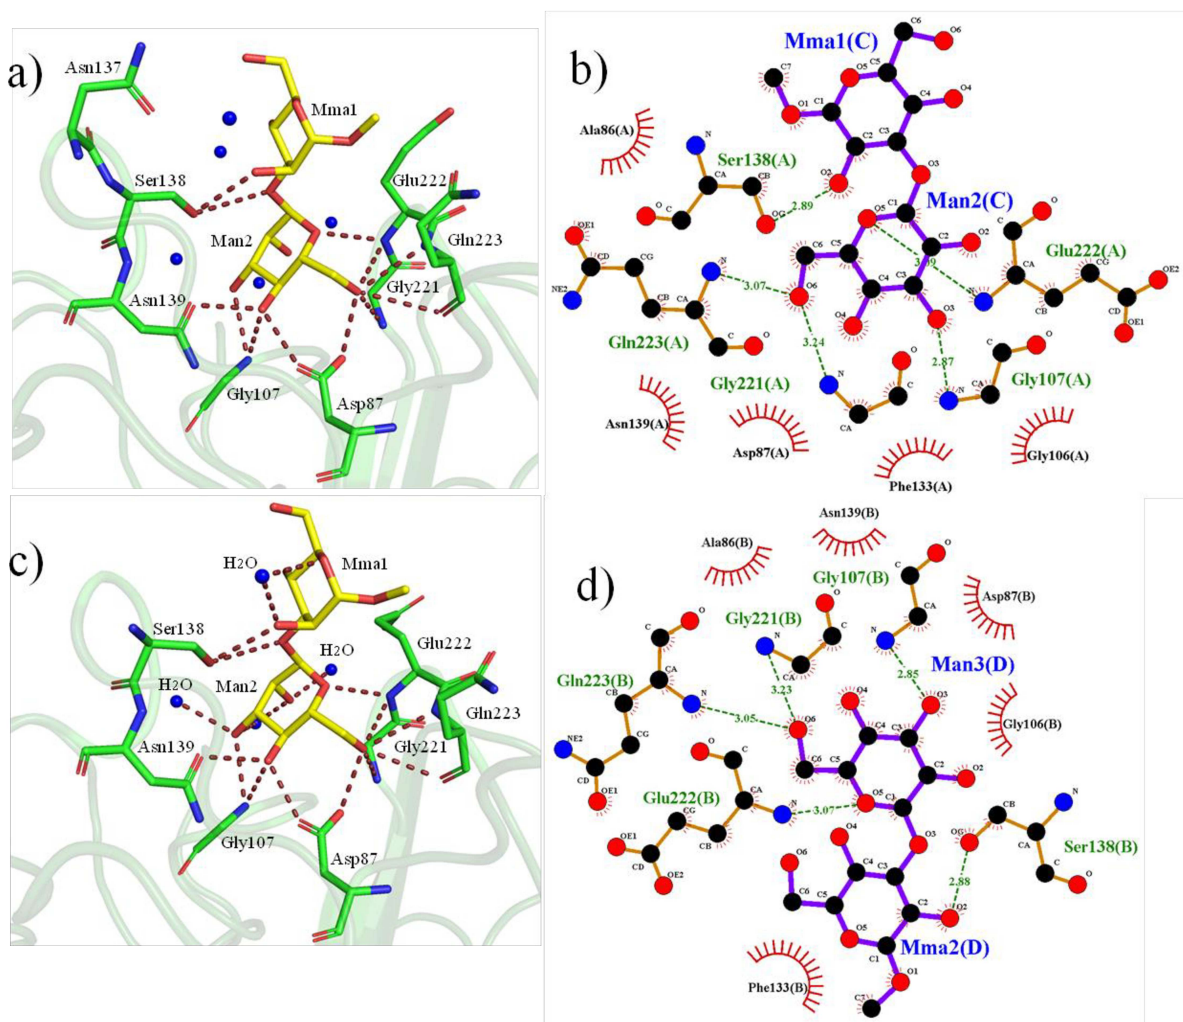 a)
Asn137
Mma1
Ser138
Glu222
Man2
Gln223
Gly221
Asn139
Gly107
Asp87
b)
Mma1(C)
C6
O6
C7
O5
C5
O1
C1
C4
O4
C2
C3
O2
O3
Ala86(A)
N
Ser138(A)
CA
CB
O
C
OG
2.89
Man2(C)
O5
C1
C2
O2
C6
C5
C4
C3
O6
O4
O3
Glu222(A)
O
C
CA
CG
OE2
N
CB
CD
OE1
OE1
CD
CG
N
NE2
CB
CA
3.07
C
O
Gln223(A)
3.24
2.87
Gly221(A)
N
O
C
CA
Gly107(A)
C
O
N
CA
Asn139(A)
Asp87(A)
Phe133(A)
Gly106(A)
c)
H2O
Mma1
Ser138
H2O
Glu222
H2O
Man2
Gln223
Asn139
Gly221
Gly107
Asp87
d)
Asn139(B)
Ala86(B)
Gly107(B)
O
C
CA
N
Asp87(B)
Gly221(B)
O
N
C
CA
Man3(D)
2.85
3.23
Gln223(B)
O
C
CA
CB
N
3.05
NE2
CG
CD
OE1
O6
O4
O3
C4
C3
Gly106(B)
C6
C5
C2
O2
O5
C1
O
C
CA
Glu222(B)
N
3.07
CG
CB
OE1
CD
OE2
O4
O3
O6
C4
C3
C6
C5
C2
O2
O5
C1
Mma2(D)
O1
C7
CB
N
OG
CA
Ser138(B)
C
O
2.88
Phe133(B)